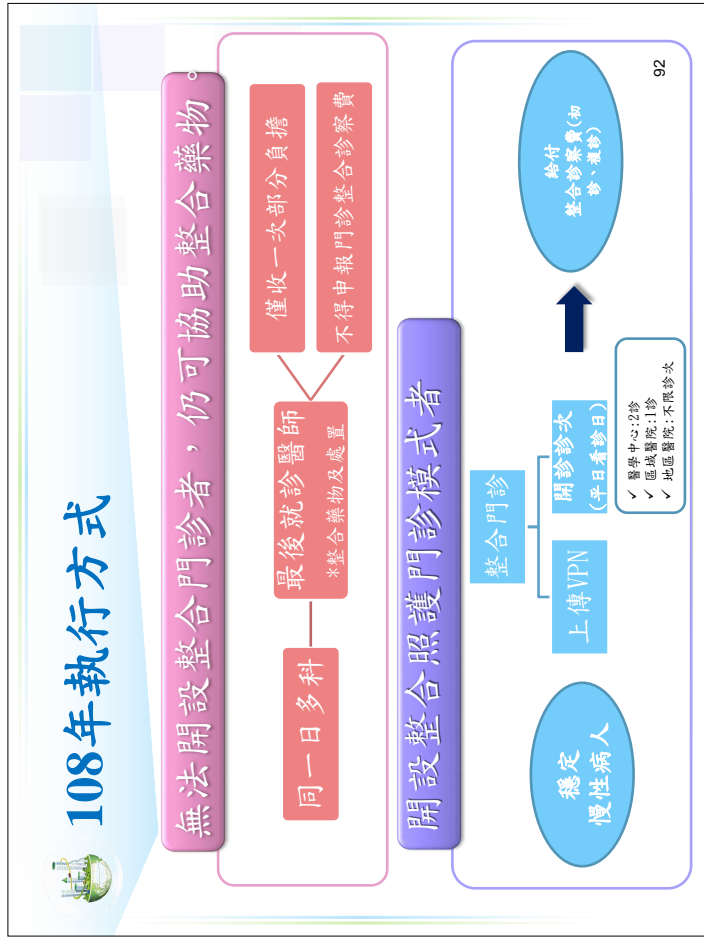 108年執行方式
無法開設整合門診者，仍可協助整合藥物。
同一日多科
最後就診醫師
*整合藥物及處置
僅收一次部分負擔
不得申報門診整合診察費
開設整合照護門診模式者
穩定
慢性病人
整合門診
上傳VPN
開診診次
(平日看診日)
✓ 醫學中心:2診
✓ 區域醫院:1診
✓ 地區醫院:不限診次
給付
整合診察費(初
診、複診)
92